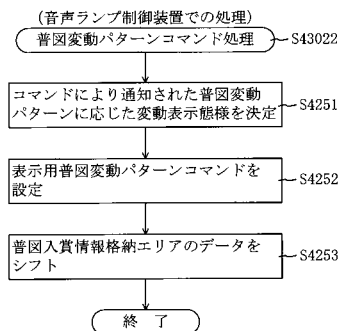 (音声ランプ制御装置での処理)
普図変動パターンコマンド処理
S43022
コマンドにより通知された普図変動
パターンに応じた変動表示態様を決定
S4251
表示用普図変動パターンコマンドを
設定
S4252
普図入賞情報格納エリアのデータを
シフト
S4253
終 了